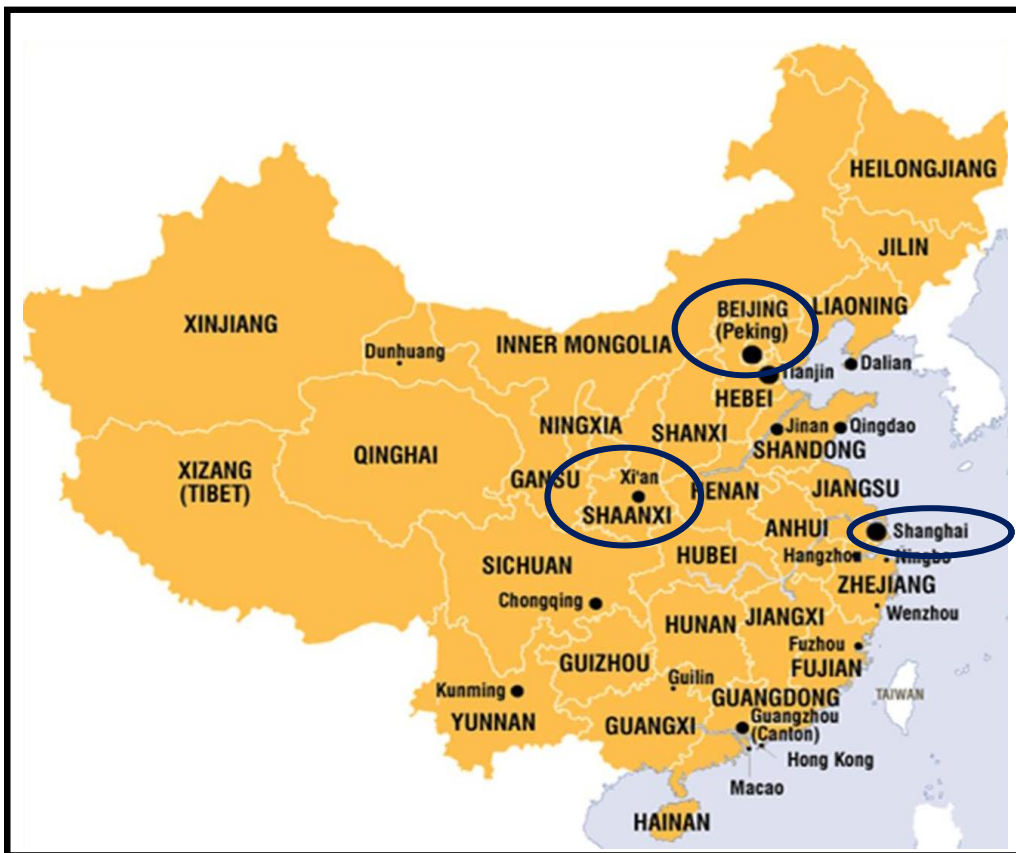 HEILONGJIANG
JILIN
LIAONING
BEIJING
(Peking)
XINJIANG
Dunhuang
INNER MONGOLIA
Tianjin
Dalian
HEBEI
NINGXIA
SHANXI
Jinan
Qingdao
SHANDONG
QINGHAI
XIZANG
(TIBET)
GANSU
Xi'an
SHAANXI
HENAN
JIANGSU
ANHUI
Shanghai
HUBEI
Hangzhou
Ningbo
SICHUAN
ZHEJIANG
Chongqing
Wenzhou
HUNAN
JIANGXI
Fuzhou
FUJIAN
GUIZHOU
Guilin
TAIWAN
Kunming
YUNNAN
GUANGXI
GUANGDONG
Guangzhou
(Canton)
Hong Kong
Macao
HAINAN